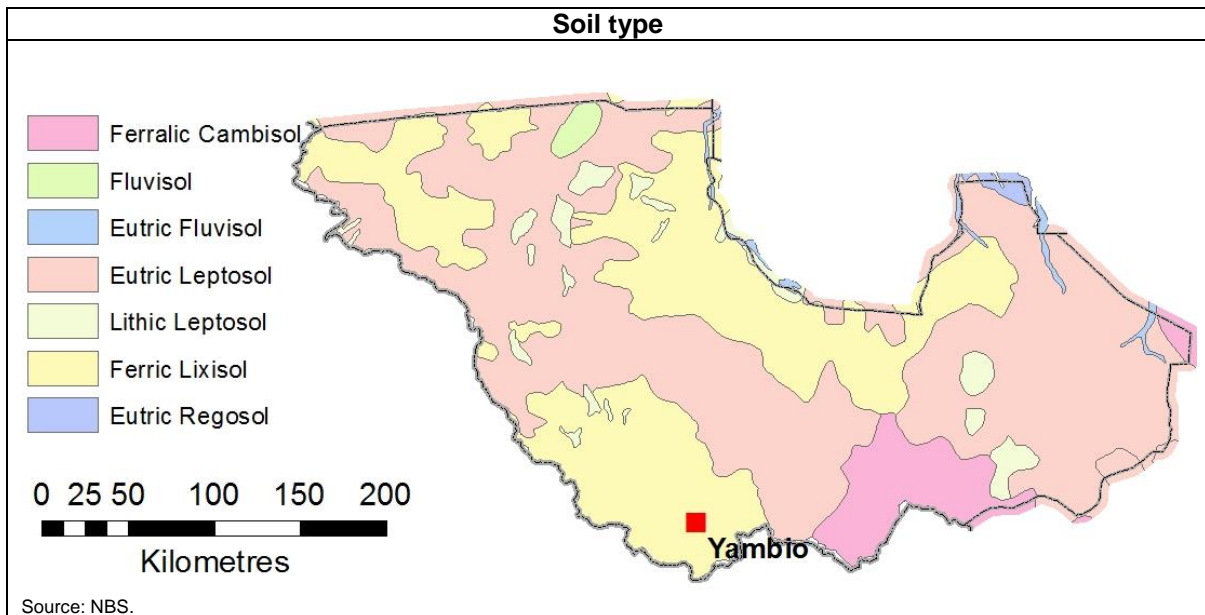 Soil type
Ferralic Cambisol
Fluvisol
Eutric Fluvisol
Eutric Leptosol
Lithic Leptosol
Ferric Lixisol
Eutric Regosol
0 25 50 100 150 200
Kilometres
Yambio
Source: NBS.